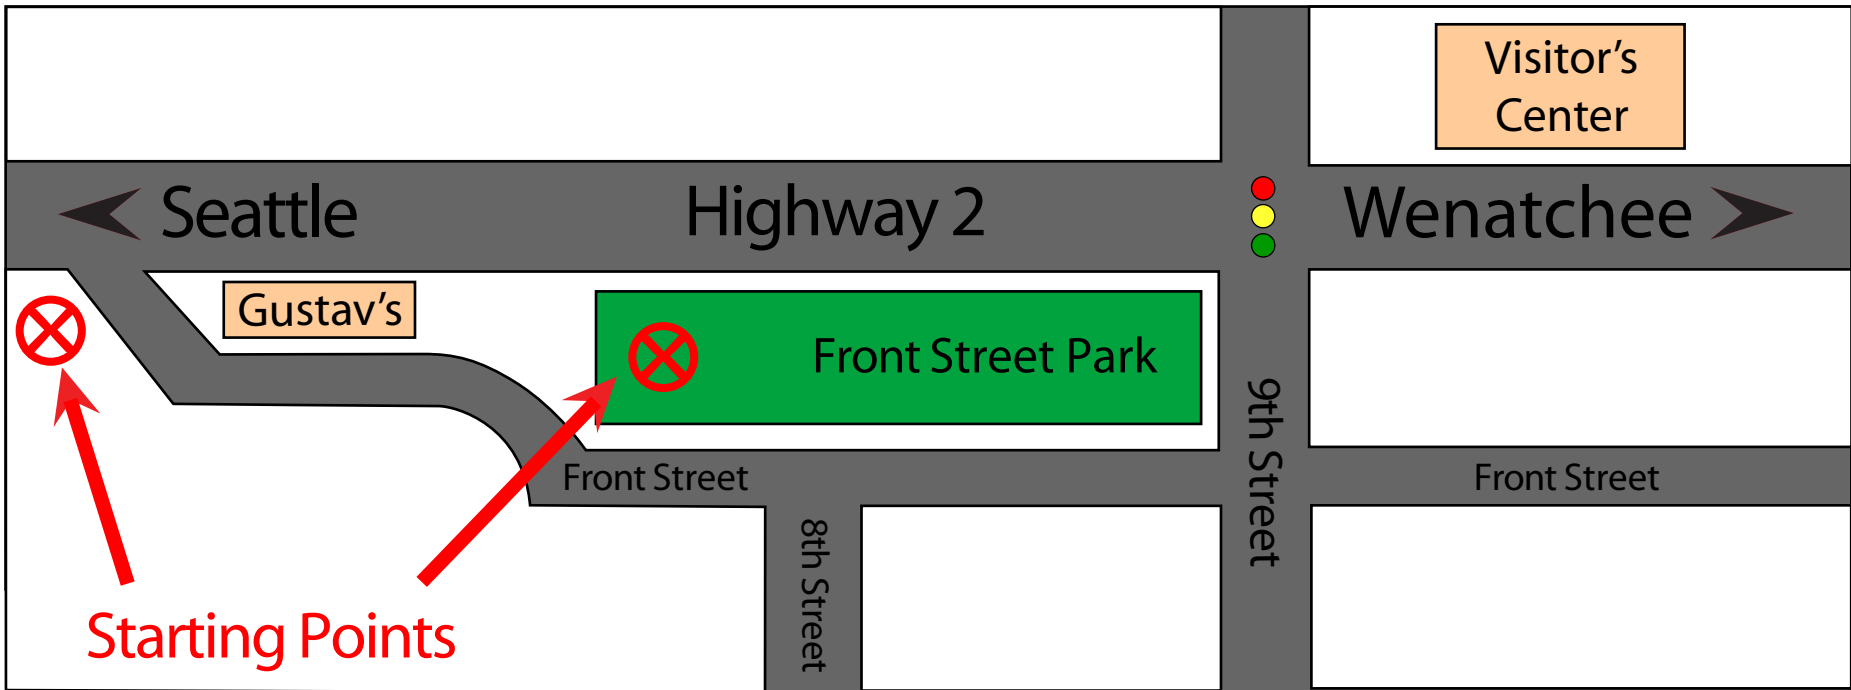 Visitor's
Center
Seattle
Highway 2
Wenatchee
Gustav's
Front Street Park
9th Street
Front Street
Front Street
8th Street
Starting Points